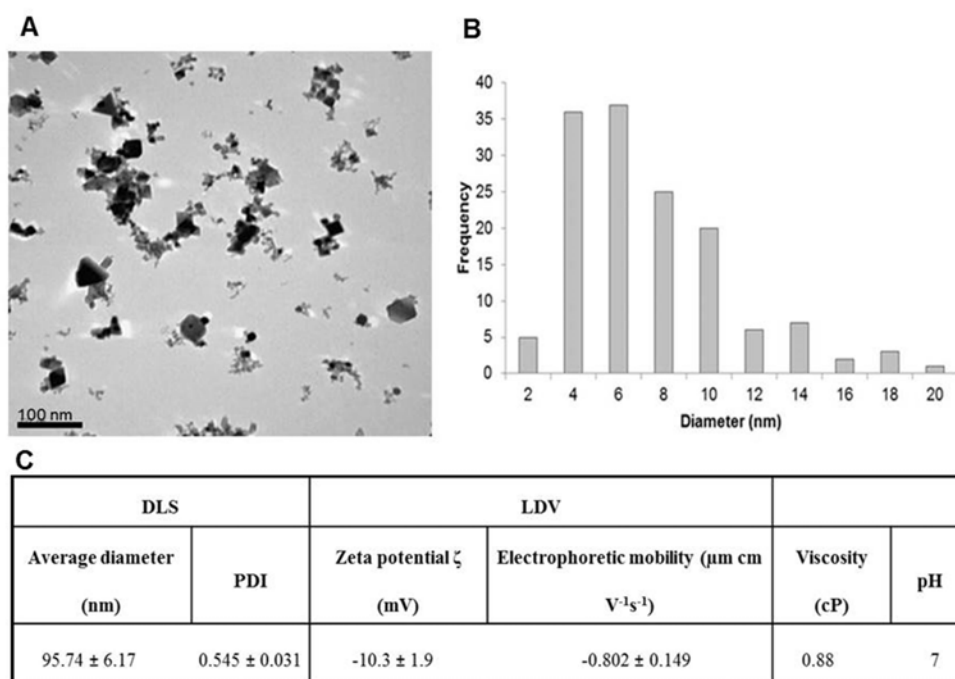 A
100 nm
B
40
35
30
25
20
15
10
5
0
Frequency
2 4 6 8 10 12 14 16 18 20
Diameter (nm)
C
DLS LDV
Average diameter
(nm)
PDI
Zeta potential ζ
(mV)
Electrophoretic mobility (µm cm
V⁻¹s⁻¹)
Viscosity
(cP)
pH
95.74 ± 6.17 0.545 ± 0.031 -10.3 ± 1.9 -0.802 ± 0.149 0.88 7